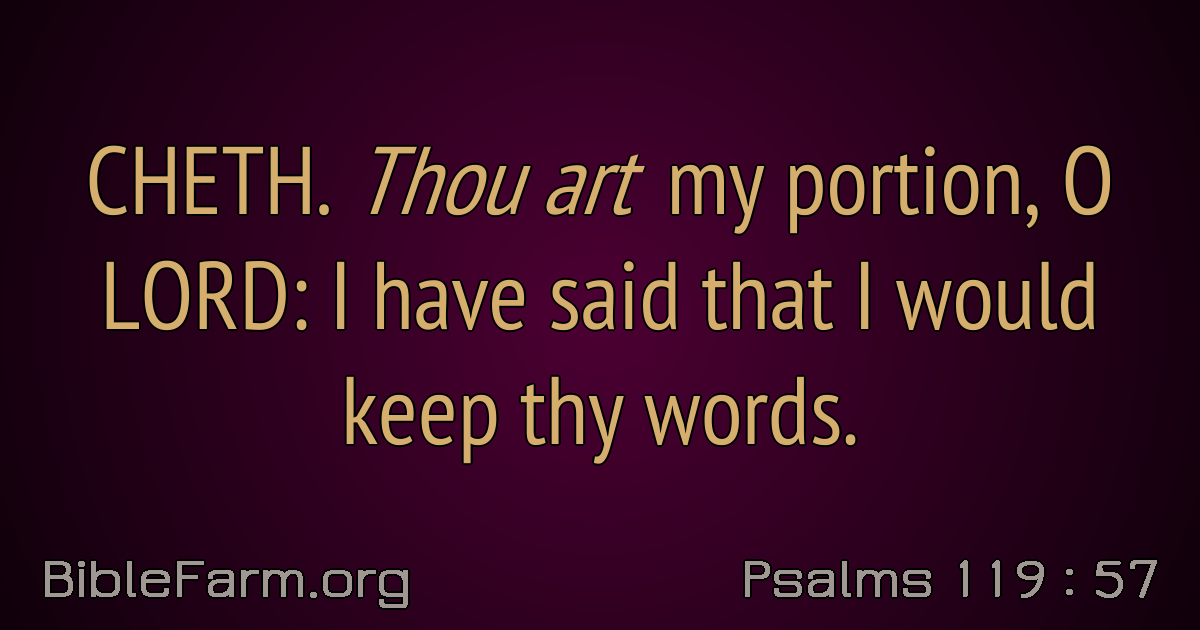 CHETH. Thou art my portion, O
LORD: I have said that I would
keep thy words.
BibleFarm.org
Psalms 119 : 57